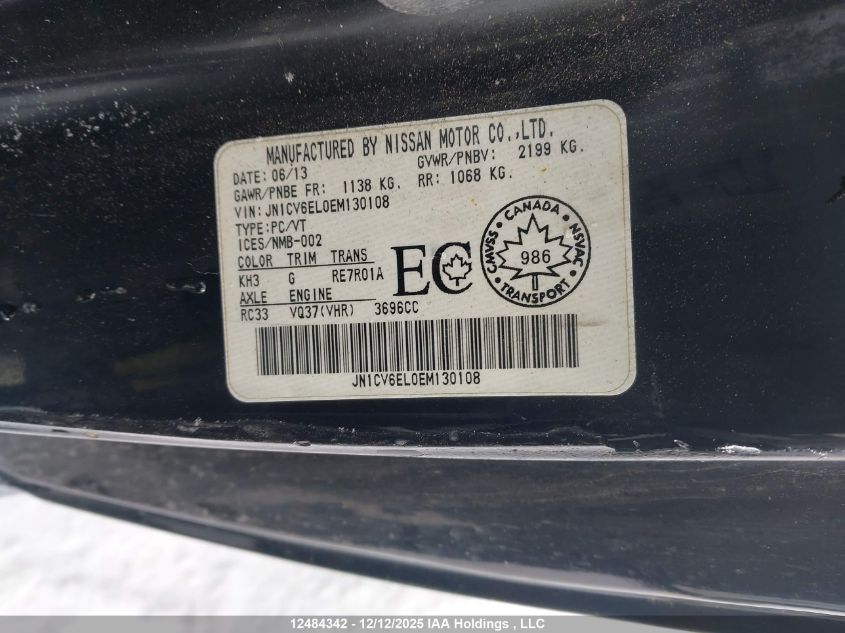 MANUFACTURED BY NISSAN MOTOR CO.,LTD.
DATE: 06/13 GVWR/PNBV: 2199 KG.
GAWR/PNBE FR: 1138 KG. RR: 1068 KG.
VIN: JN1CV6EL0EM130108
TYPE: PC/VT
ICES/NMB-002
COLOR TRIM TRANS
KH3 G RE7R01A
AXLE ENGINE
RC33 VQ37(VHR) 3696CC
EC
CANADA
CMVSS 986 NSVAC
TRANSPORT
JN1CV6EL0EM130108
12484342 - 12/12/2025 IAA Holdings , LLC